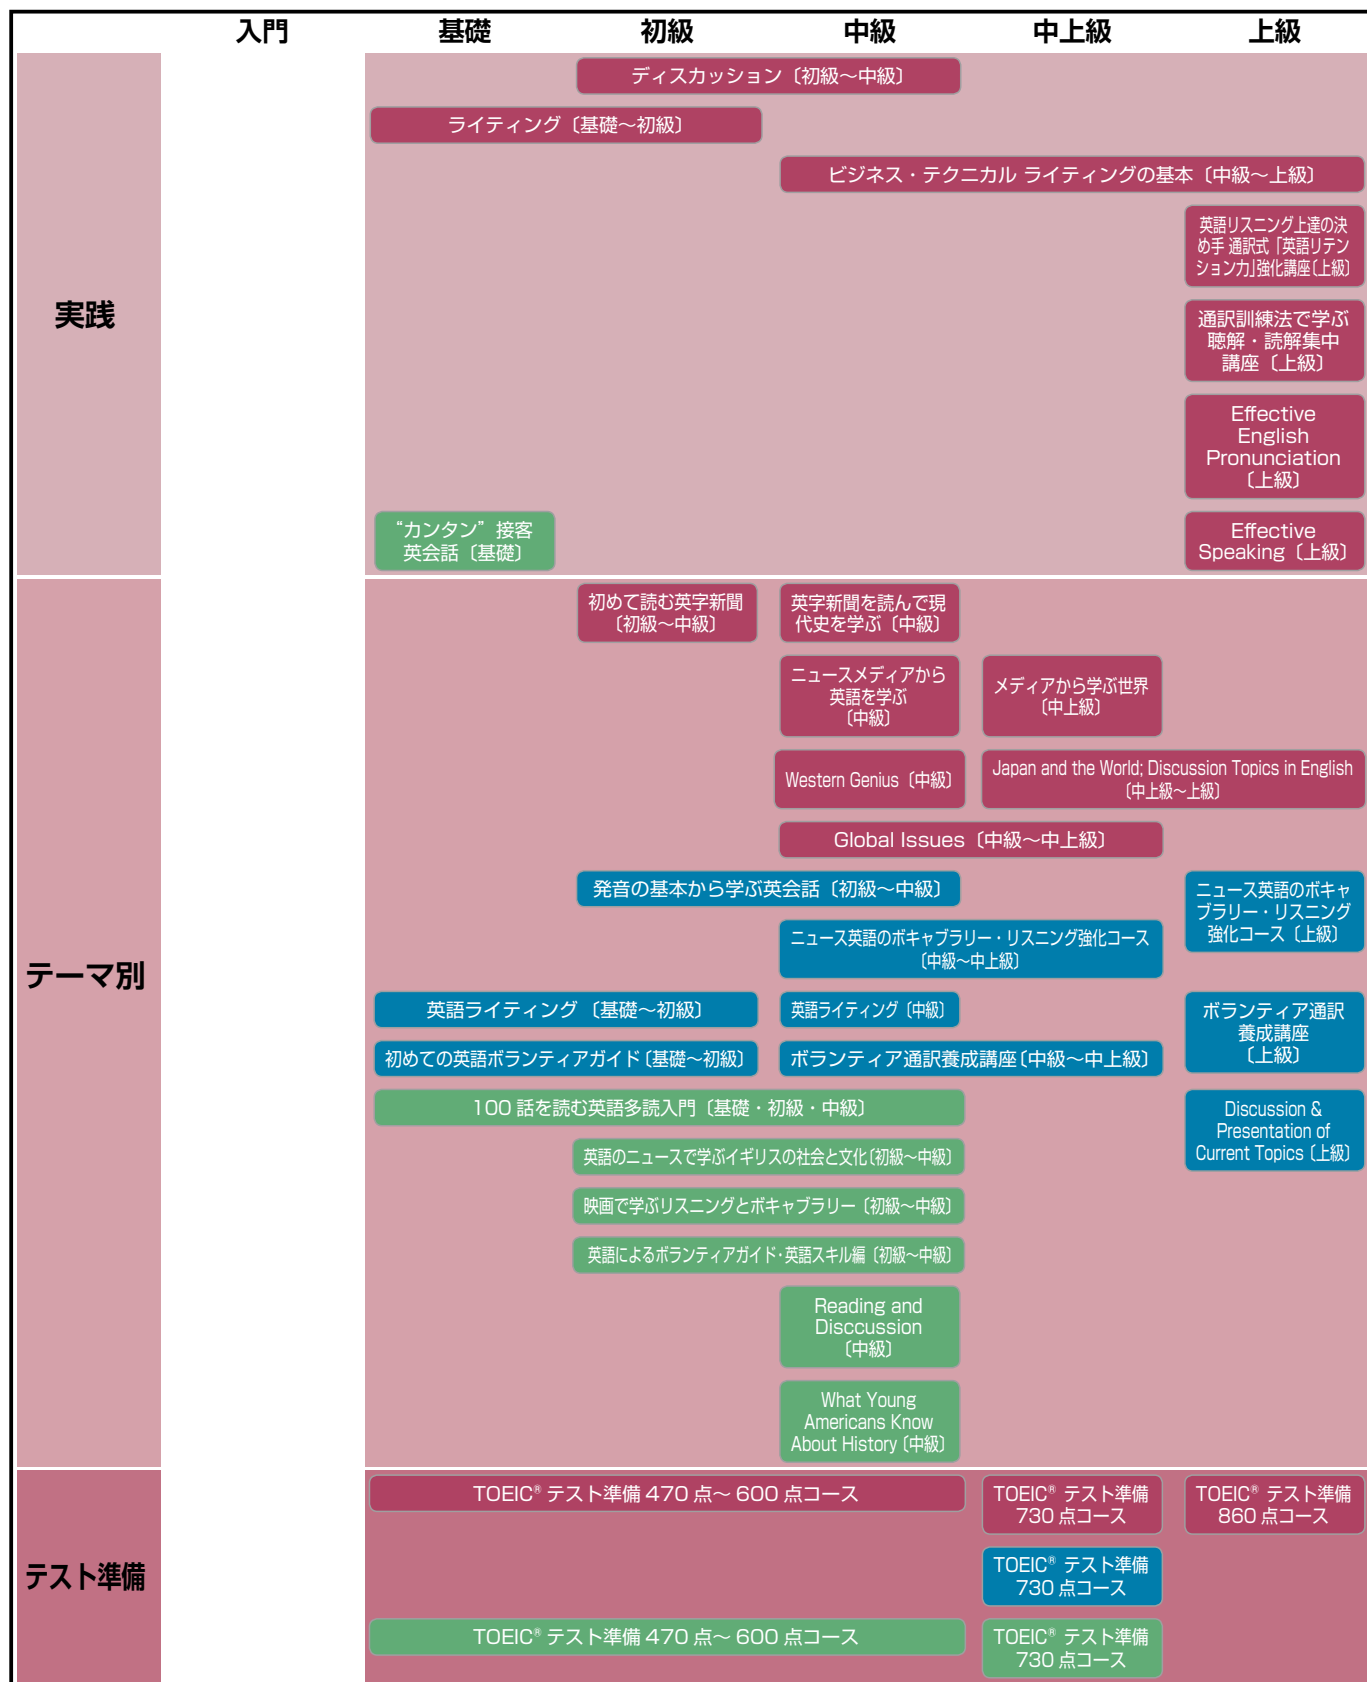 入門 基礎 初級 中級 中上級 上級
実践
ディスカッション〔初級～中級〕
ライティング〔基礎～初級〕
ビジネス・テクニカル ライティングの基本〔中級～上級〕
英語リスニング上達の決
め手 通訳式「英語リテン
ション力」強化講座〔上級〕
通訳訓練法で学ぶ
聴解・読解集中
講座〔上級〕
Effective
English
Pronunciation
〔上級〕
“カンタン”接客
英会話〔基礎〕
Effective
Speaking〔上級〕
テーマ別
初めて読む英字新聞
〔初級～中級〕
英字新聞を読んで現
代史を学ぶ〔中級〕
ニュースメディアから
英語を学ぶ
〔中級〕
メディアから学ぶ世界
〔中上級〕
Western Genius〔中級〕
Japan and the World; Discussion Topics in English
〔中上級～上級〕
Global Issues〔中級～中上級〕
発音の基本から学ぶ英会話〔初級～中級〕
ニュース英語のボキャ
ブラリー・リスニング
強化コース〔上級〕
ニュース英語のボキャブラリー・リスニング強化コース
〔中級～中上級〕
英語ライティング〔基礎～初級〕
英語ライティング〔中級〕
ボランティア通訳
養成講座
〔上級〕
初めての英語ボランティアガイド〔基礎～初級〕
ボランティア通訳養成講座〔中級～中上級〕
100 話を読む英語多読入門〔基礎・初級・中級〕
Discussion &
Presentation of
Current Topics〔上級〕
英語のニュースで学ぶイギリスの社会と文化〔初級～中級〕
映画で学ぶリスニングとボキャブラリー〔初級～中級〕
英語によるボランティアガイド・英語スキル編〔初級～中級〕
Reading and
Disccussion
〔中級〕
What Young
Americans Know
About History〔中級〕
テスト準備
TOEIC® テスト準備 470 点～ 600 点コース
TOEIC® テスト準備
730 点コース
TOEIC® テスト準備
860 点コース
TOEIC® テスト準備
730 点コース
TOEIC® テスト準備 470 点～ 600 点コース
TOEIC® テスト準備
730 点コース